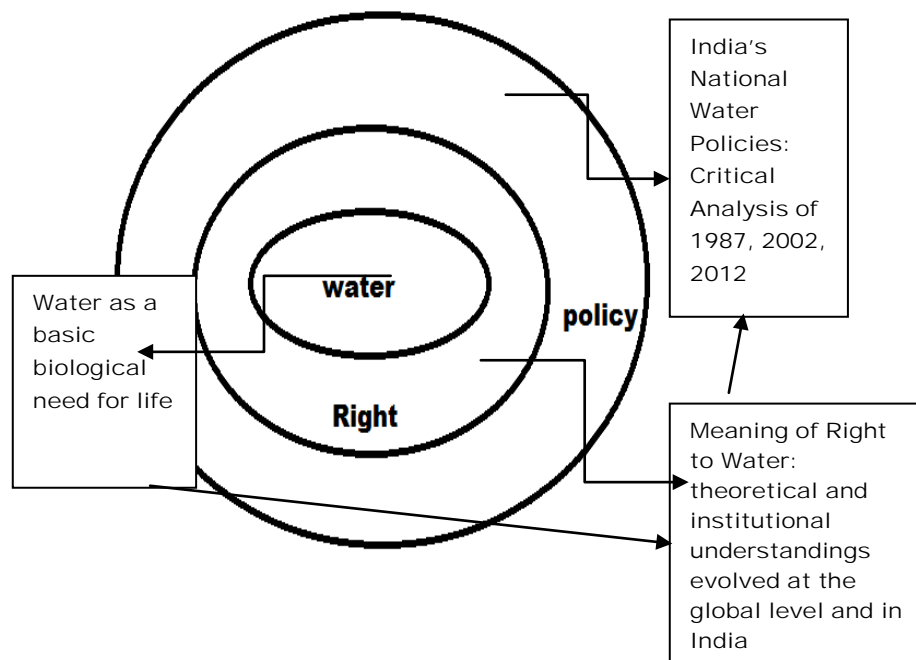 India's
National
Water
Policies:
Critical
Analysis of
1987, 2002,
2012
water
policy
Right
Water as a
basic
biological
need for life
Meaning of Right
to Water:
theoretical and
institutional
understandings
evolved at the
global level and in
India